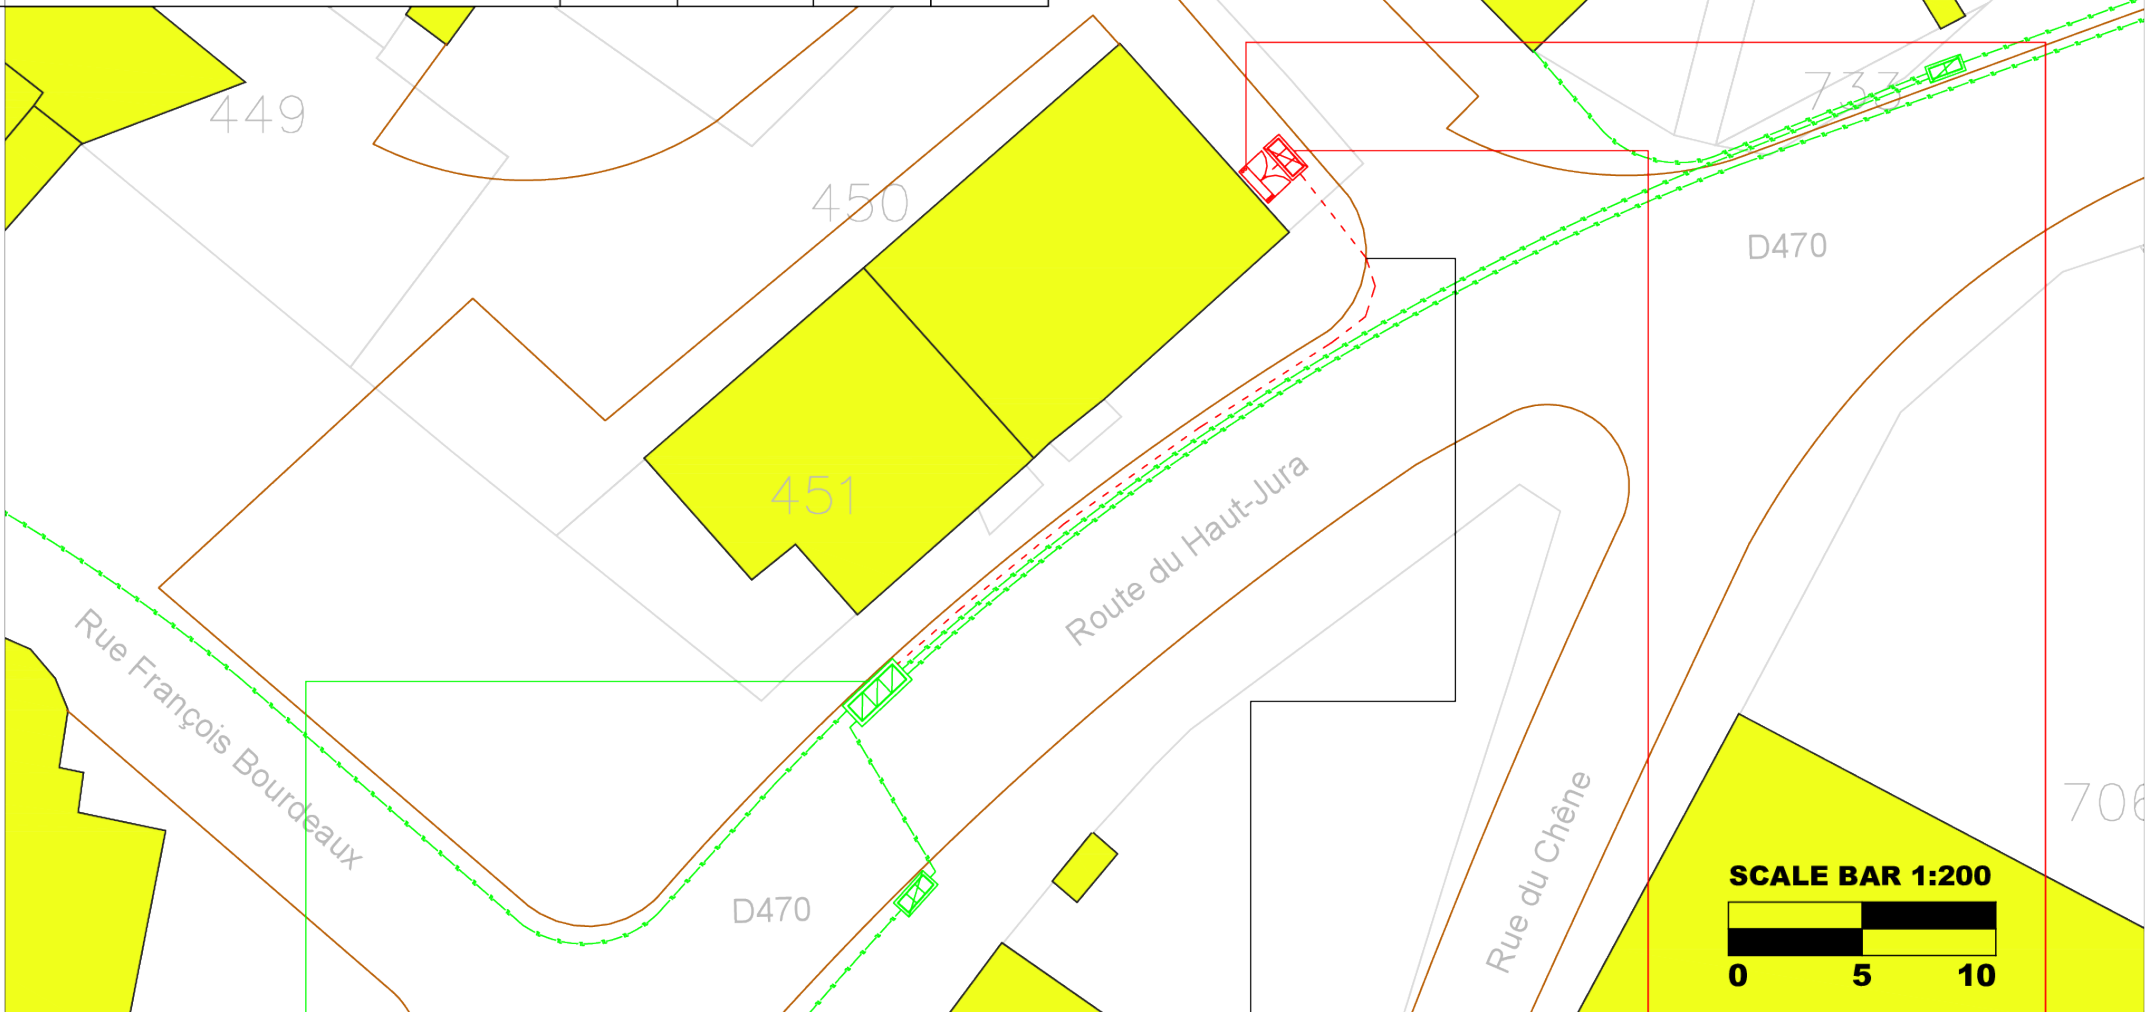 449
733
450
D470
451
Route du Haut-Jura
Rue François Bourdeaux
706
Rue du Chêne
SCALE BAR 1:200
D470
0 5 10